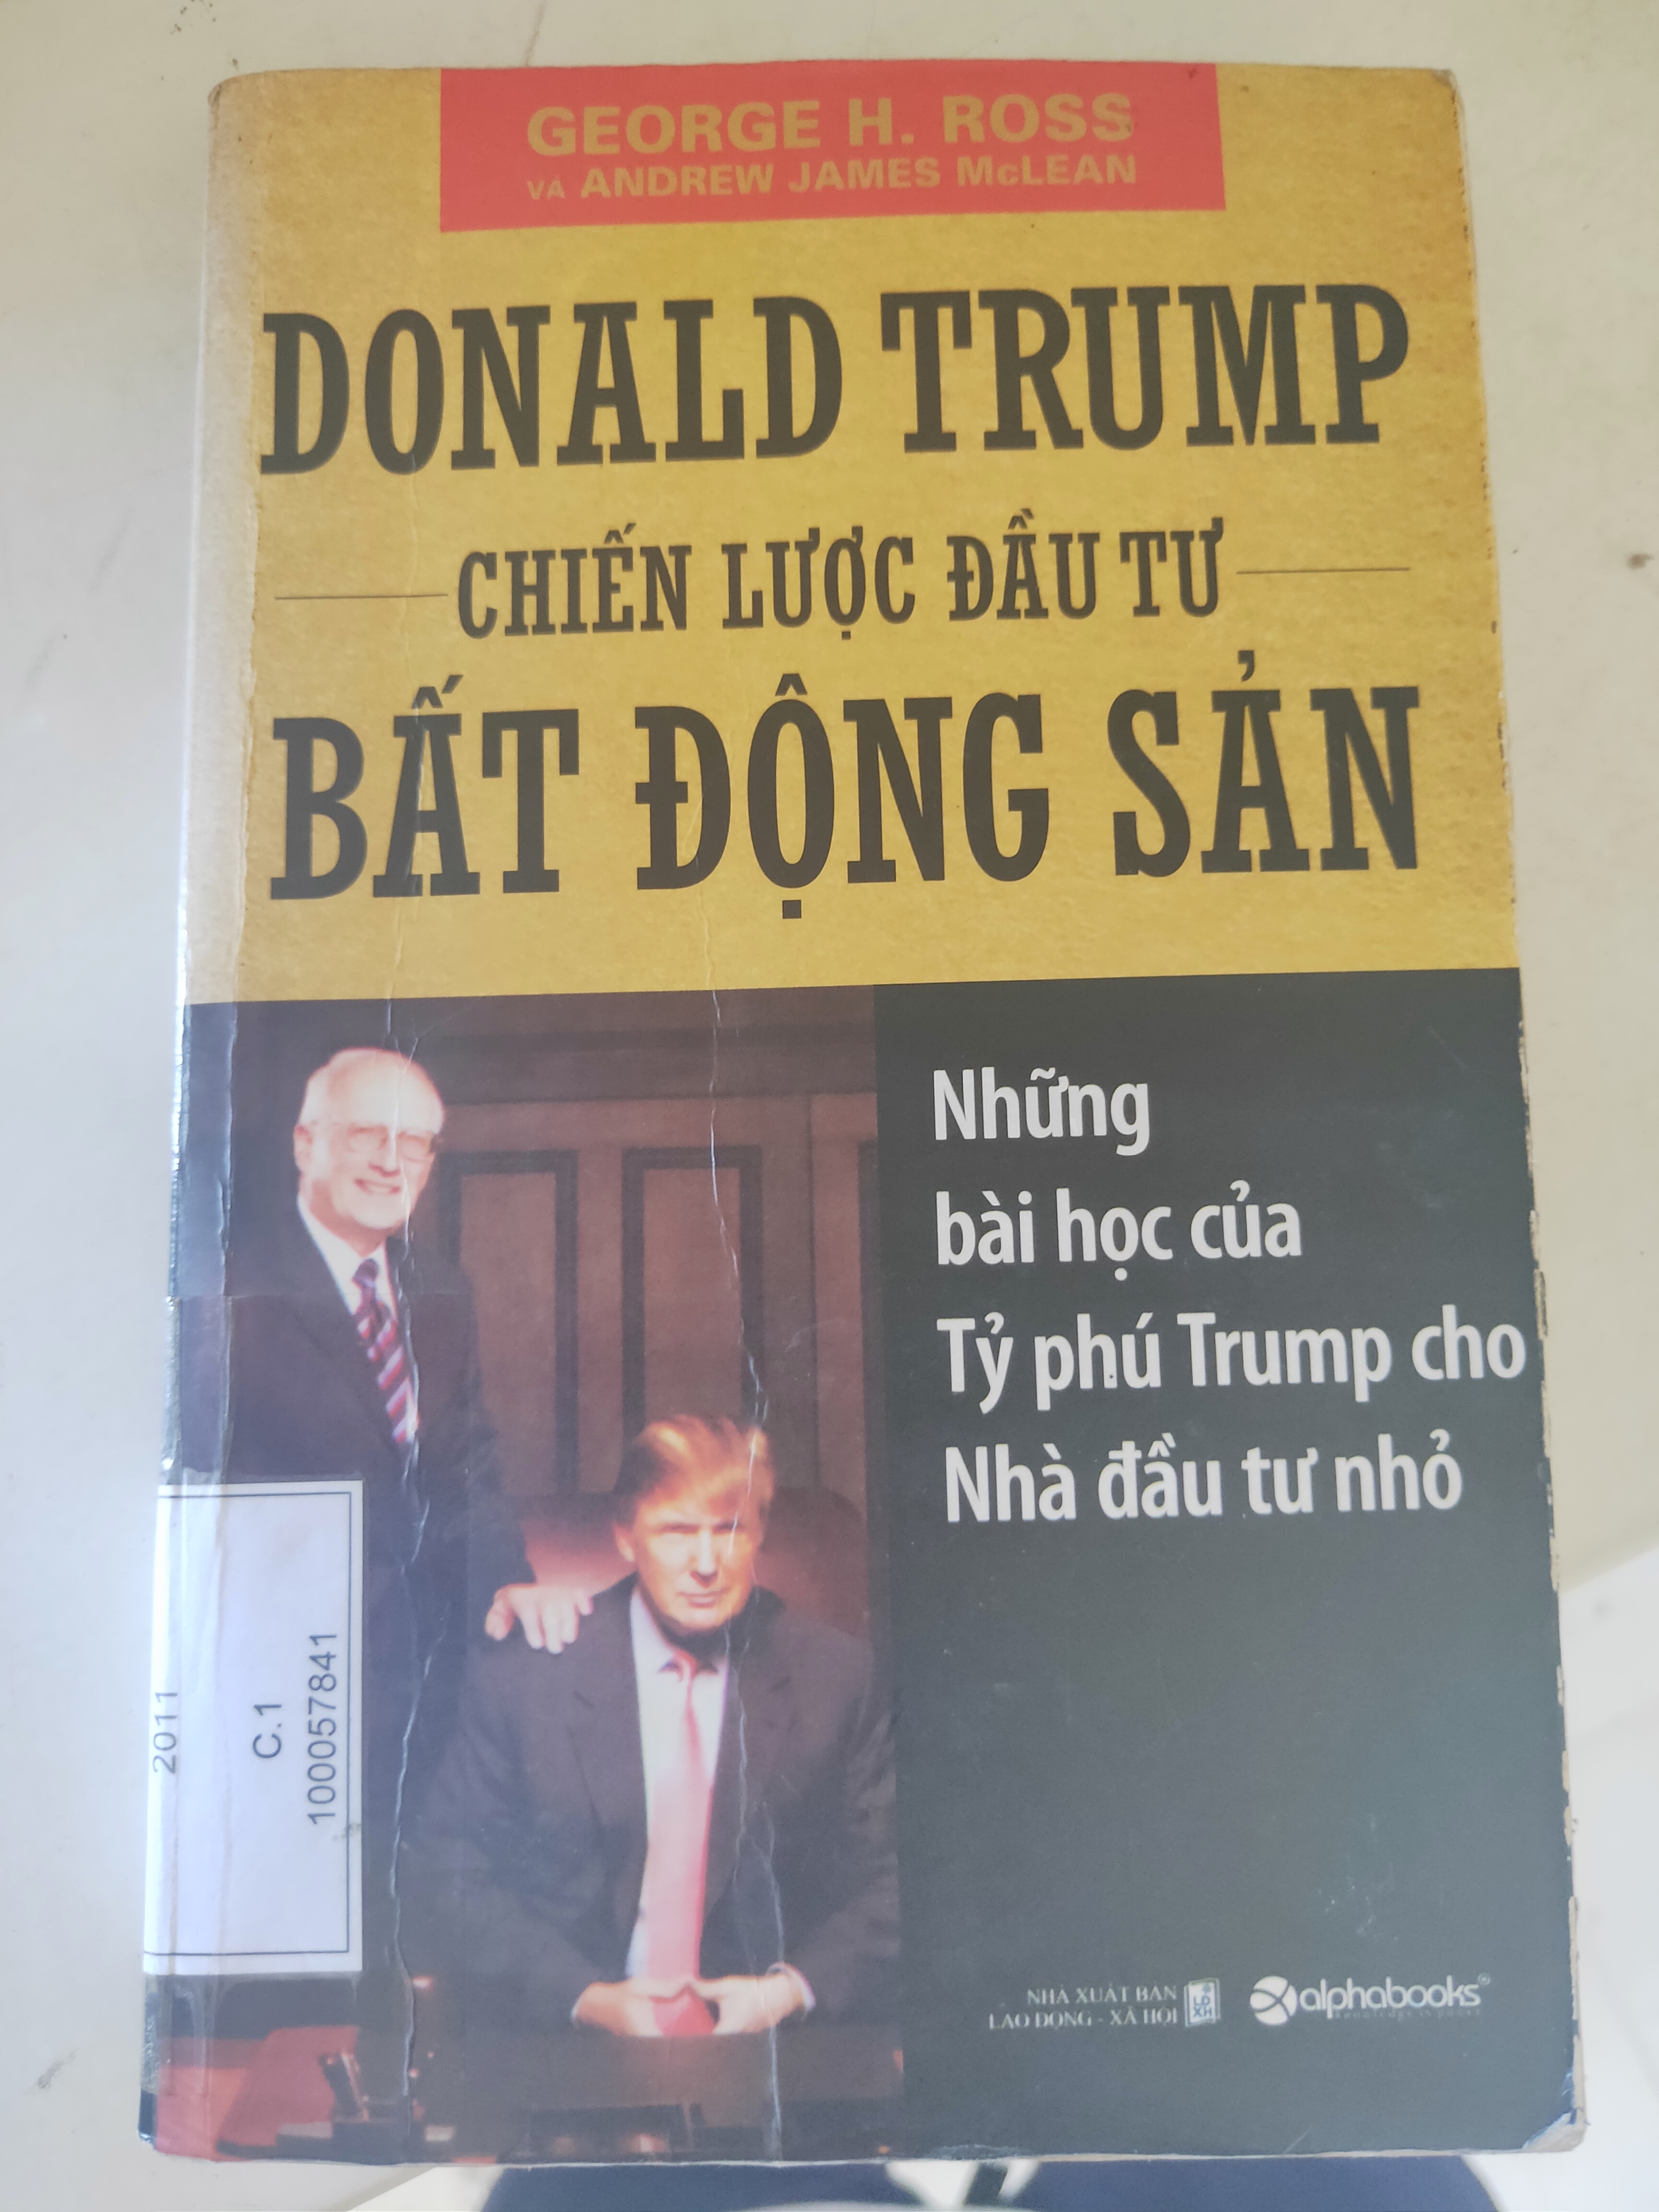 GEORGE H. ROSS
VÀ ANDREW JAMES McLEAN
DONALD TRUMP
CHIẾN LƯỢC ĐẦU TƯ
BẤT ĐỘNG SẢN
Những
bài học của
Tỷ phú Trump cho
Nhà đầu tư nhỏ
2011
C.1
10057841
NHÀ XUẤT BẢN
LAO ĐỘNG - XÃ HỘI
alphabooks®